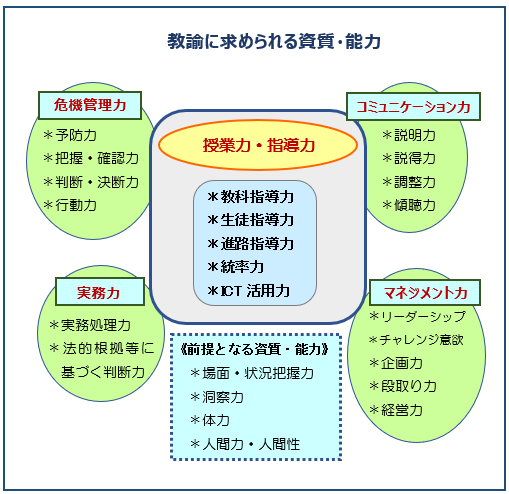 教諭に求められる資質・能力
危機管理力
＊予防力
＊把握・確認力
＊判断・決断力
＊行動力
授業力・指導力
＊教科指導力
＊生徒指導力
＊進路指導力
＊統率力
＊ICT 活用力
コミュニケーション力
＊説明力
＊説得力
＊調整力
＊傾聴力
実務力
＊実務処理力
＊法的根拠等に
基づく判断力
《前提となる資質・能力》
＊場面・状況把握力
＊洞察力
＊体力
＊人間力・人間性
マネジメント力
＊リーダーシップ
＊チャレンジ意欲
＊企画力
＊段取り力
＊経営力